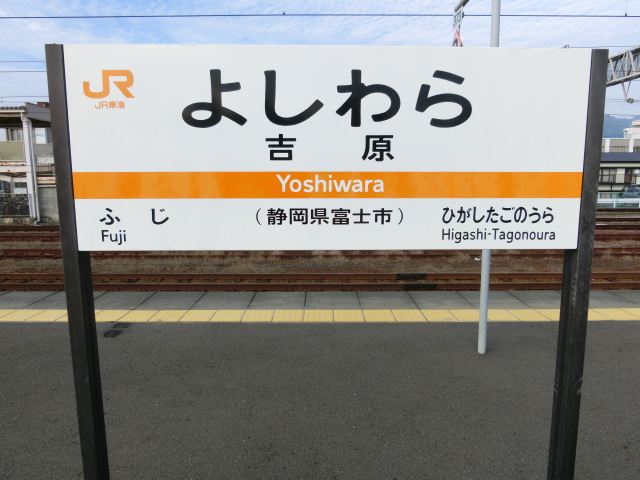 JR
JR東海
よしわら
吉原
Yoshiwara
ふじ
Fuji
（静岡県富士市）
ひがしたごのうら
Higashi-Tagonoura